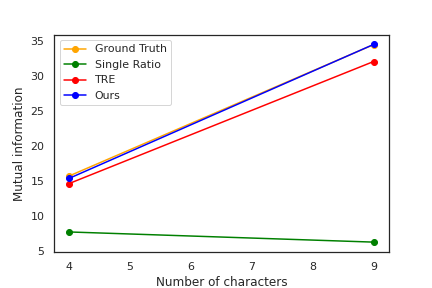 35
30
25
20
15
10
5
Mutual information
Ground Truth
Single Ratio
TRE
Ours
4 5 6 7 8 9
Number of characters